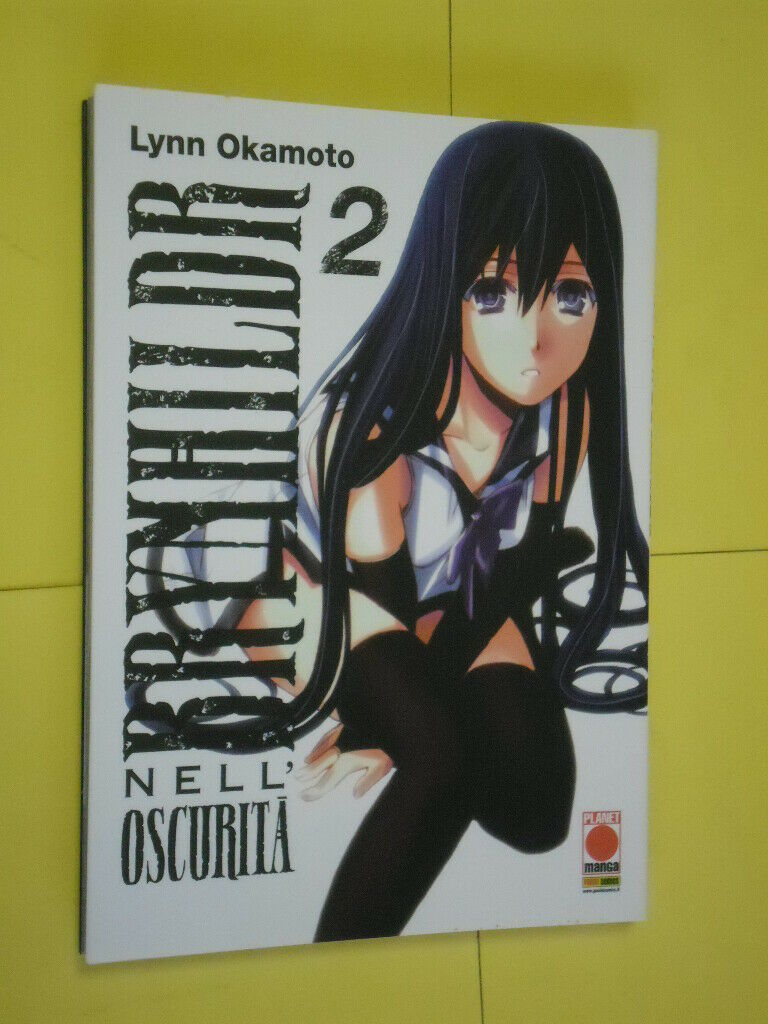 Lynn Okamoto
BRYNHILDR
2
NELL'
OSCURITÀ
PLANET
manga